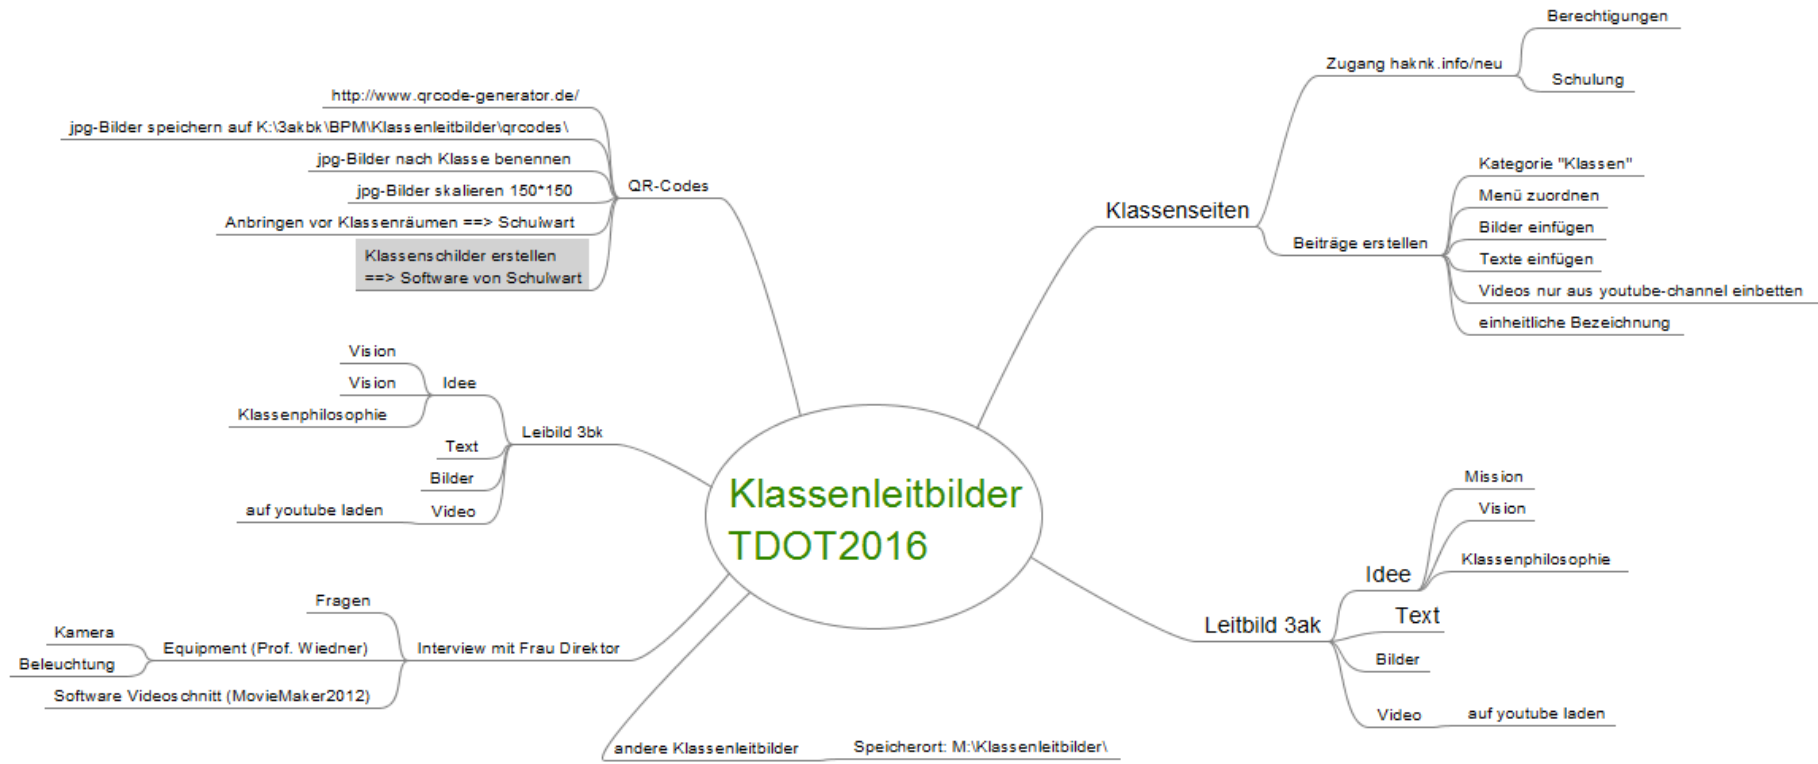 Klassenleitbilder
TDOT2016
Klassenseiten
Zugang haknk.info/neu
Berechtigungen
Schulung
Beiträge erstellen
Kategorie "Klassen"
Menü zuordnen
Bilder einfügen
Texte einfügen
Videos nur aus youtube-channel einbetten
einheitliche Bezeichnung
Leitbild 3ak
Idee
Mission
Vision
Klassenphilosophie
Text
Bilder
Video
auf youtube laden
QR-Codes
http://www.qrcode-generator.de/
jpg-Bilder speichern auf K:\3akbk\BPM\Klassenleitbilder\qrcodes\
jpg-Bilder nach Klasse benennen
jpg-Bilder skalieren 150*150
Anbringen vor Klassenräumen ==> Schulwart
Klassenschilder erstellen
==> Software von Schulwart
Leibild 3bk
Idee
Vision
Vision
Klassenphilosophie
Text
Bilder
Video
auf youtube laden
Interview mit Frau Direktor
Fragen
Equipment (Prof. Wiedner)
Kamera
Beleuchtung
Software Videoschnitt (MovieMaker2012)
andere Klassenleitbilder
Speicherort: M:\Klassenleitbilder\